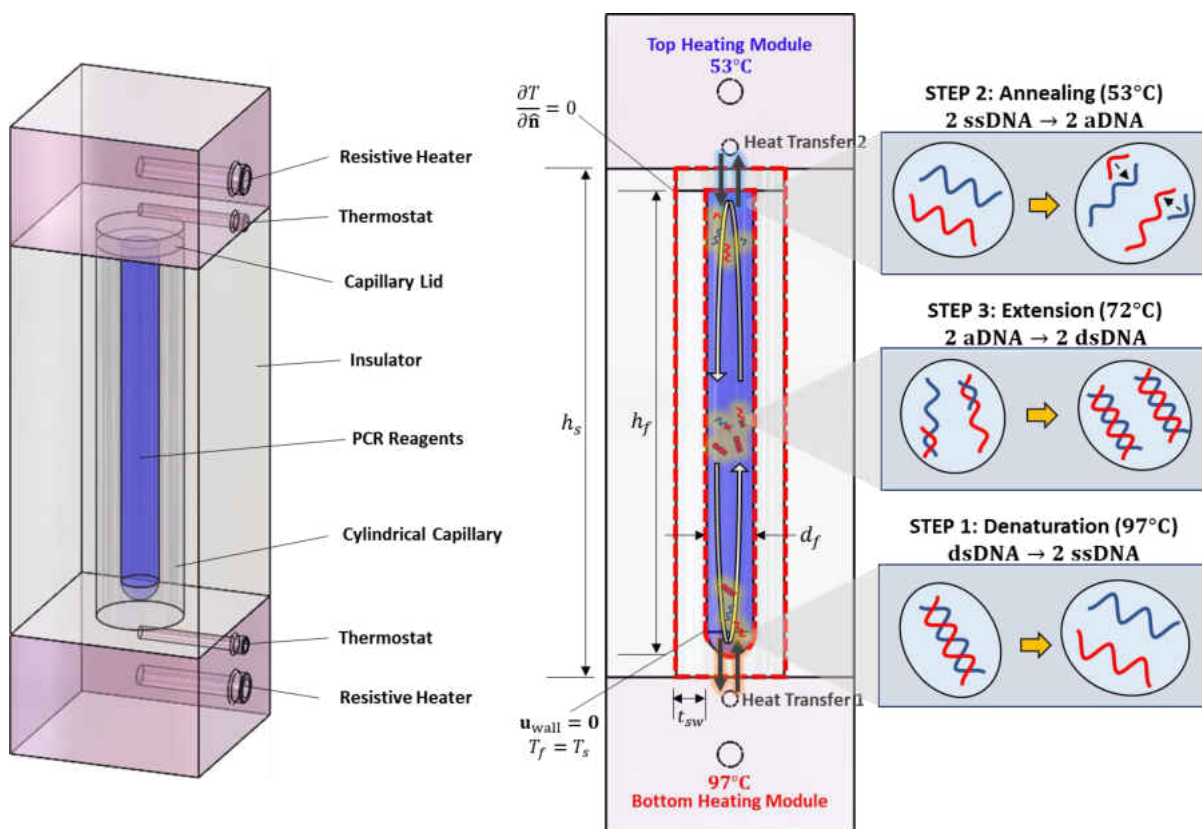 Resistive Heater
Thermostat
Capillary Lid
Insulator
PCR Reagents
Cylindrical Capillary
Thermostat
Resistive Heater
Top Heating Module
53°C
∂T/∂n̂ = 0
Heat Transfer 2
h_s
h_f
d_f
t_sw
u_wall = 0
T_f = T_s
Heat Transfer 1
97°C
Bottom Heating Module
STEP 2: Annealing (53°C)
2 ssDNA → 2 aDNA
STEP 3: Extension (72°C)
2 aDNA → 2 dsDNA
STEP 1: Denaturation (97°C)
dsDNA → 2 ssDNA